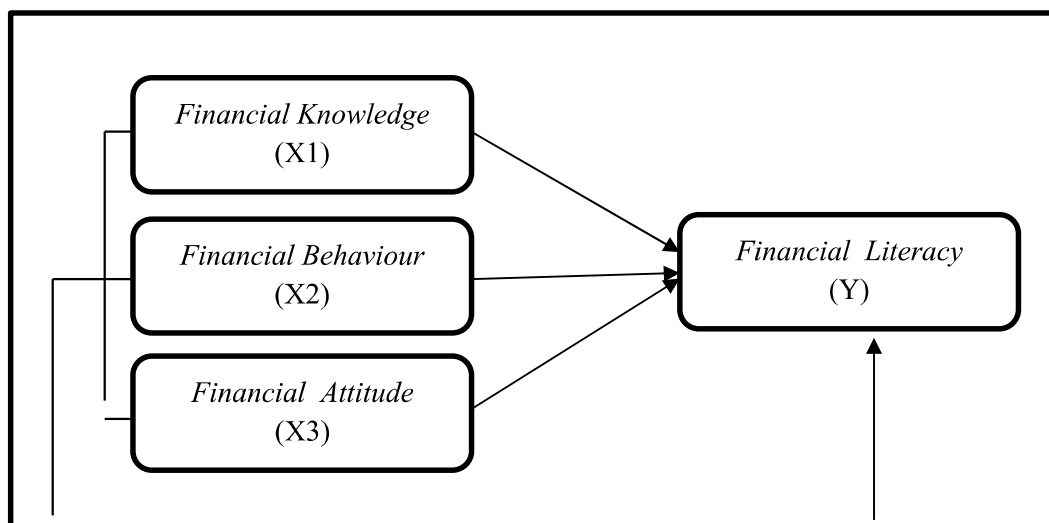 Financial Knowledge
(X1)
Financial Behaviour
(X2)
Financial Attitude
(X3)
Financial Literacy
(Y)